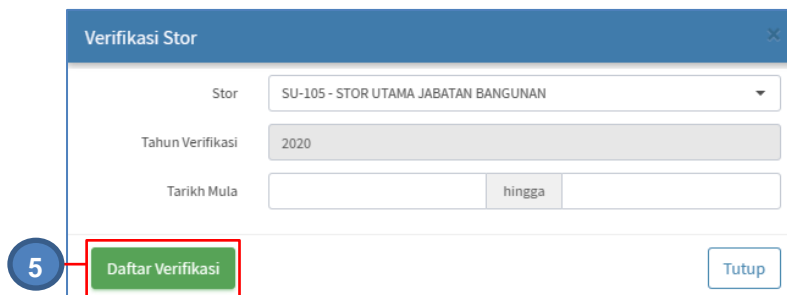 Verifikasi Stor ×
Stor SU-105 - STOR UTAMA JABATAN BANGUNAN
Tahun Verifikasi 2020
Tarikh Mula hingga
5 Daftar Verifikasi Tutup